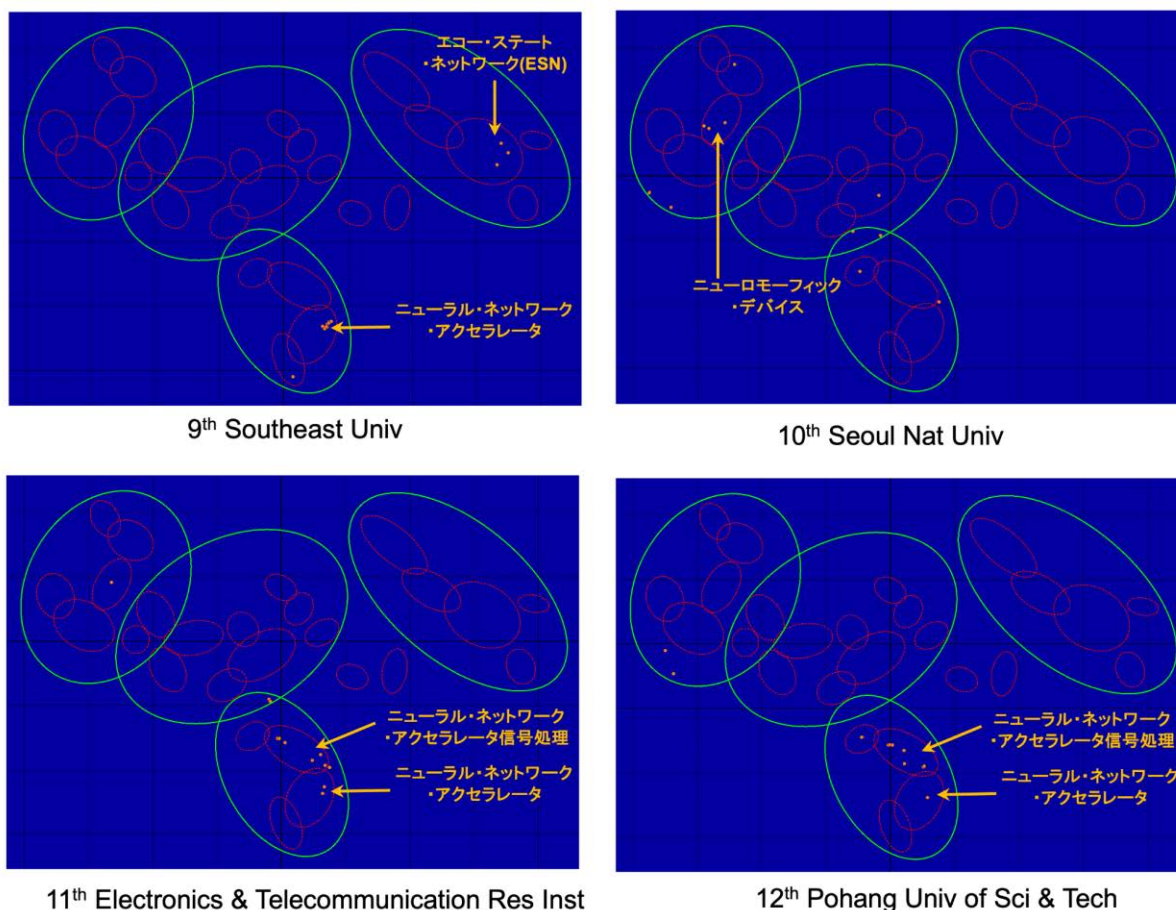 エコー・ステート
・ネットワーク(ESN)
ニューラル・ネットワーク
・アクセラレータ
9th Southeast Univ
ニューロモーフィック
・デバイス
10th Seoul Nat Univ
ニューラル・ネットワーク
・アクセラレータ信号処理
ニューラル・ネットワーク
・アクセラレータ
11th Electronics & Telecommunication Res Inst
ニューラル・ネットワーク
・アクセラレータ信号処理
ニューラル・ネットワーク
・アクセラレータ
12th Pohang Univ of Sci & Tech